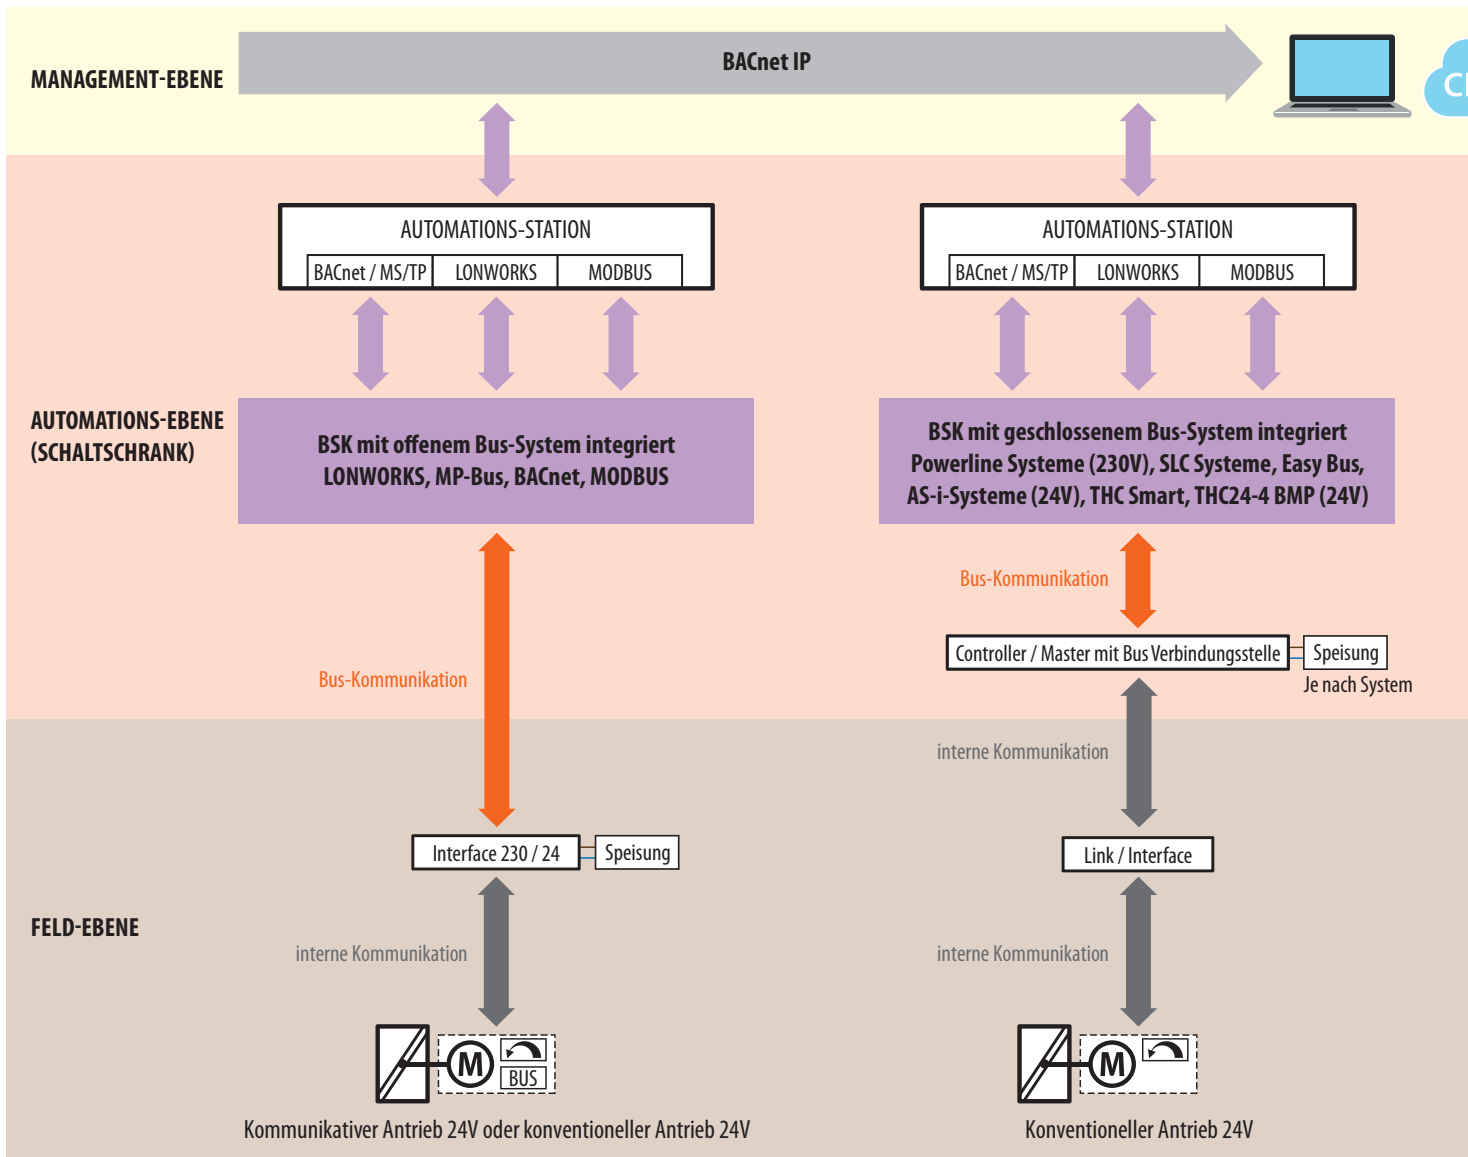 MANAGEMENT-EBENE
BACnet IP
AUTOMATIONS-STATION
BACnet / MS/TP
LONWORKS
MODBUS
AUTOMATIONS-STATION
BACnet / MS/TP
LONWORKS
MODBUS
AUTOMATIONS-EBENE
(SCHALTSCHRANK)
BSK mit offenem Bus-System integriert
LONWORKS, MP-Bus, BACnet, MODBUS
BSK mit geschlossenem Bus-System integriert
Powerline Systeme (230V), SLC Systeme, Easy Bus,
AS-i-Systeme (24V), THC Smart, THC24-4 BMP (24V)
Bus-Kommunikation
Bus-Kommunikation
Controller / Master mit Bus Verbindungsstelle
Speisung
Je nach System
interne Kommunikation
Interface 230 / 24
Speisung
Link / Interface
FELD-EBENE
interne Kommunikation
interne Kommunikation
M
BUS
M
Kommunikativer Antrieb 24V oder konventioneller Antrieb 24V
Konventioneller Antrieb 24V